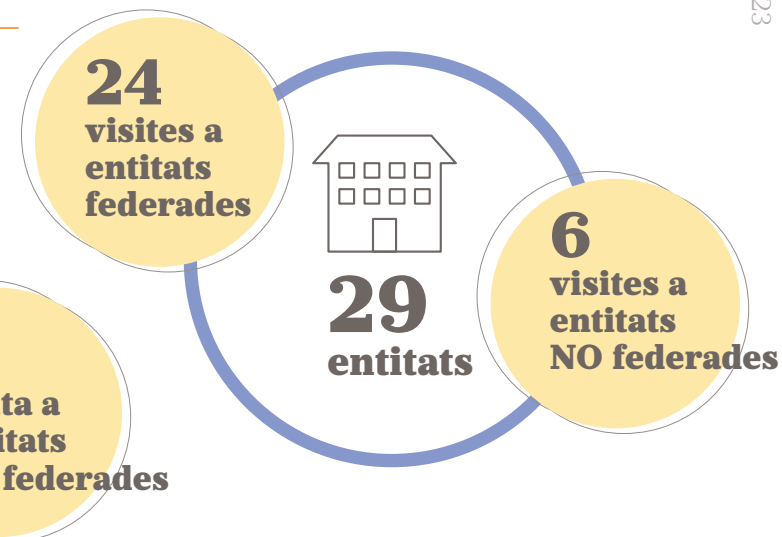 23
24
visites a
entitats
federades
6
visites a
entitats
NO federades
29
entitats
ta a
itats
federades